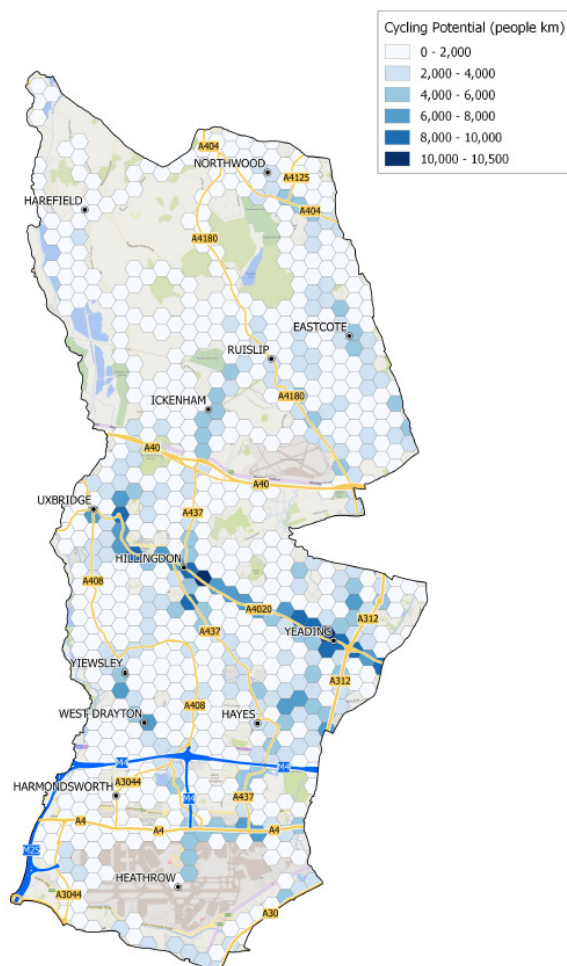 Cycling Potential (people km)
0 - 2,000
2,000 - 4,000
4,000 - 6,000
6,000 - 8,000
8,000 - 10,000
10,000 - 10,500
A404
NORTHWOOD
A4125
HAREFIELD
A404
A4180
EASTCOTE
RUISLIP
A4180
ICKENHAM
A40
A40
UXBRIDGE
A437
HILLINGDON
A408
A4020
A312
A437
YEADING
A312
YIEWSLEY
A408
WEST DRAYTON
HAYES
M4
M4
A3044
HARMONDSWORTH
M4
A437
A4
A4
A4
M25
HEATHROW
A3044
A30